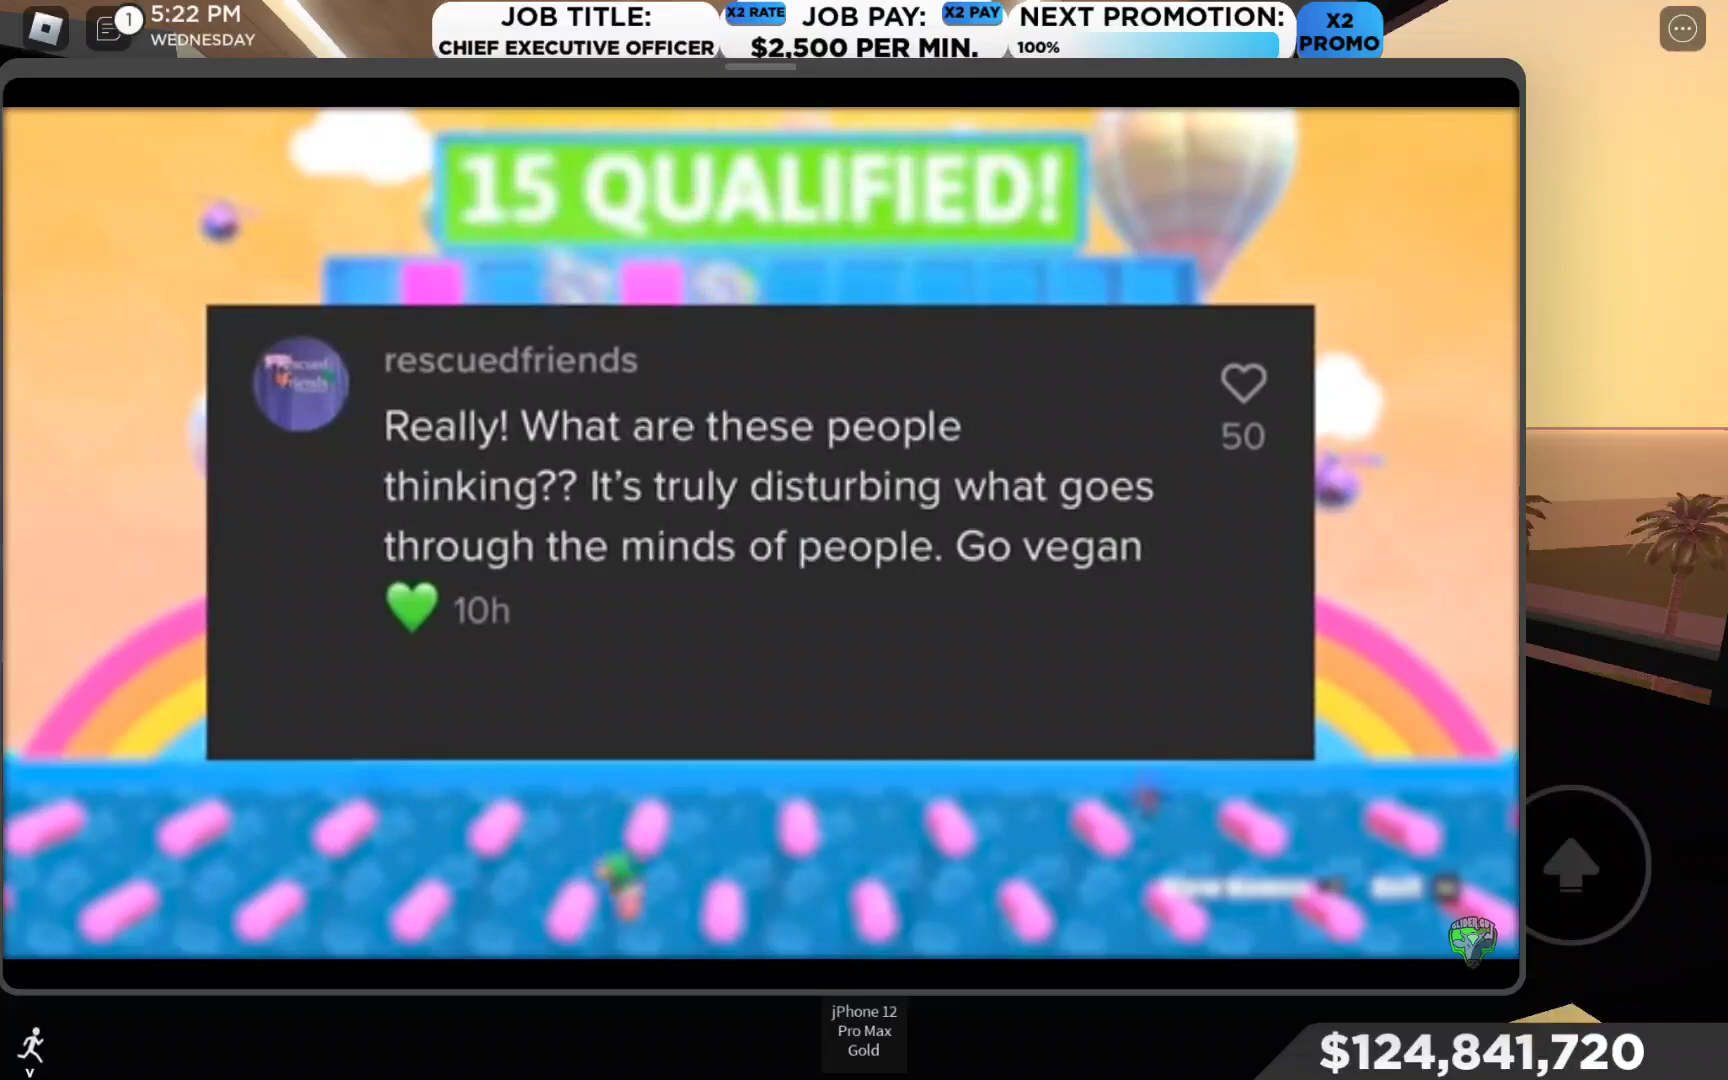 5:22 PM
WEDNESDAY
1
JOB TITLE:
CHIEF EXECUTIVE OFFICER
X2 RATE
JOB PAY:
X2 PAY
$2,500 PER MIN.
NEXT PROMOTION:
100%
X2
PROMO
15 QUALIFIED!
rescuedfriends
Really! What are these people
thinking?? It’s truly disturbing what goes
through the minds of people. Go vegan
💚 10h
50
jPhone 12
Pro Max
Gold
$124,841,720
v